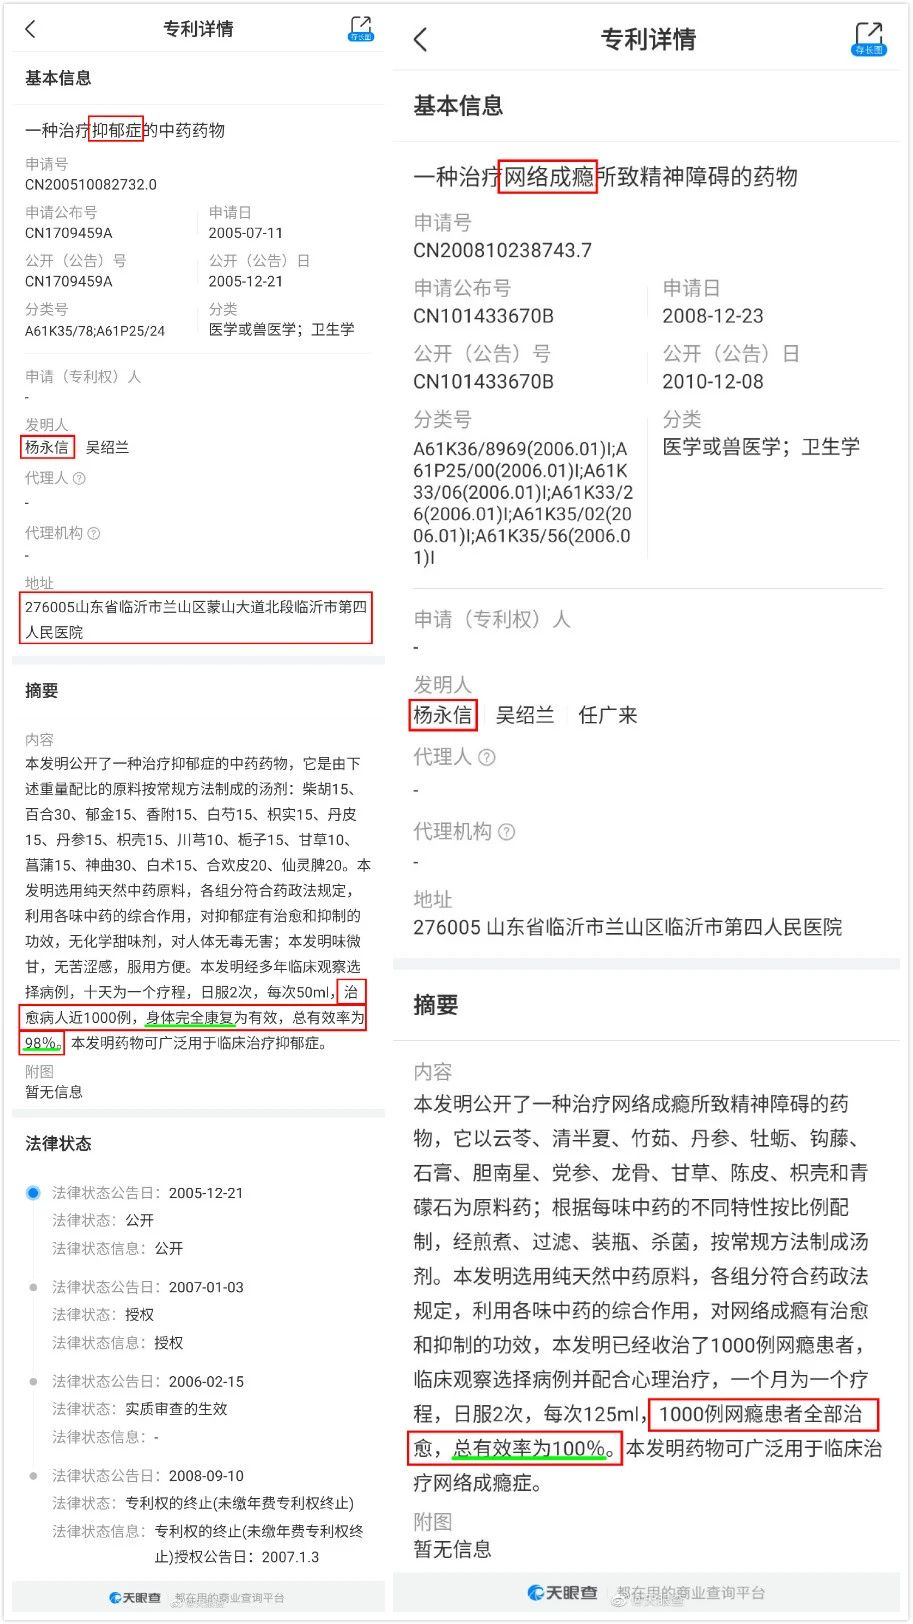 专利详情
存长图
基本信息
一种治疗抑郁症的中药药物
申请号
CN200510082732.0
申请公布号
申请日
CN1709459A
2005-07-11
公开（公告）号
公开（公告）日
CN1709459A
2005-12-21
分类号
分类
A61K35/78;A61P25/24
医学或兽医学；卫生学
申请（专利权）人
-
发明人
杨永信 吴绍兰
代理人
-
代理机构
-
地址
276005山东省临沂市兰山区蒙山大道北段临沂市第四
人民医院
摘要
内容
本发明公开了一种治疗抑郁症的中药药物，它是由下
述重量配比的原料按常规方法制成的汤剂：柴胡15、
百合30、郁金15、香附15、白芍15、枳实15、丹皮
15、丹参15、枳壳15、川芎10、栀子15、甘草10、
菖蒲15、神曲30、白术15、合欢皮20、仙灵脾20。本
发明选用纯天然中药原料，各组分符合药政法规定，
利用各味中药的综合作用，对抑郁症有治愈和抑制的
功效，无化学甜味剂，对人体无毒无害；本发明味微
甘，无苦涩感，服用方便。本发明经多年临床观察选
择病例，十天为一个疗程，日服2次，每次50ml，治
愈病人近1000例，身体完全康复为有效，总有效率为
98%。本发明药物可广泛用于临床治疗抑郁症。
附图
暂无信息
法律状态
法律状态公告日：2005-12-21
法律状态：公开
法律状态信息：公开
法律状态公告日：2007-01-03
法律状态：授权
法律状态信息：授权
法律状态公告日：2006-02-15
法律状态：实质审查的生效
法律状态信息：-
法律状态公告日：2008-09-10
法律状态：专利权的终止(未缴年费专利权终止)
法律状态信息：专利权的终止(未缴年费专利权终
止)授权公告日：2007.1.3
天眼查 都在用的商业查询平台
专利详情
存长图
基本信息
一种治疗网络成瘾所致精神障碍的药物
申请号
CN200810238743.7
申请公布号
申请日
CN101433670B
2008-12-23
公开（公告）号
公开（公告）日
CN101433670B
2010-12-08
分类号
分类
A61K36/8969(2006.01)I;A
61P25/00(2006.01)I;A61K
33/06(2006.01)I;A61K33/2
6(2006.01)I;A61K35/02(20
06.01)I;A61K35/56(2006.0
1)I
医学或兽医学；卫生学
申请（专利权）人
-
发明人
杨永信 吴绍兰 任广来
代理人
-
代理机构
-
地址
276005 山东省临沂市兰山区临沂市第四人民医院
摘要
内容
本发明公开了一种治疗网络成瘾所致精神障碍的药
物，它以云苓、清半夏、竹茹、丹参、牡蛎、钩藤、
石膏、胆南星、党参、龙骨、甘草、陈皮、枳壳和青
礞石为原料药；根据每味中药的不同特性按比例配
制，经煎煮、过滤、装瓶、杀菌，按常规方法制成汤
剂。本发明选用纯天然中药原料，各组分符合药政法
规定，利用各味中药的综合作用，对网络成瘾有治愈
和抑制的功效，本发明已经收治了1000例网瘾患者，
临床观察选择病例并配合心理治疗，一个月为一个疗
程，日服2次，每次125ml，1000例网瘾患者全部治
愈，总有效率为100%。本发明药物可广泛用于临床治
疗网络成瘾症。
附图
暂无信息
天眼查 都在用的商业查询平台